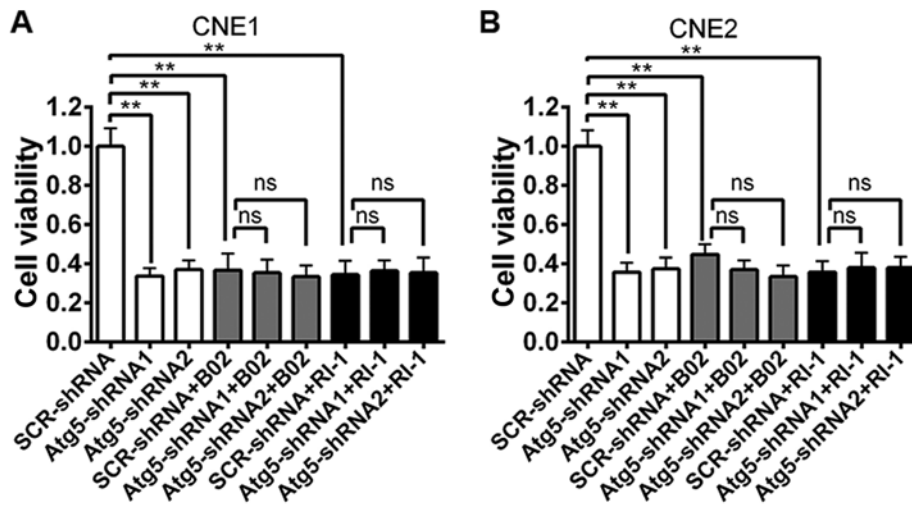 A
CNE1
**
**
**
**
ns
ns
ns
ns
Cell viability
1.2
1.0
0.8
0.6
0.4
0.2
0.0
SCR-shRNA
Atg5-shRNA1
Atg5-shRNA2
SCR-shRNA+B02
Atg5-shRNA1+B02
Atg5-shRNA2+B02
SCR-shRNA+RI-1
Atg5-shRNA1+RI-1
Atg5-shRNA2+RI-1
B
CNE2
**
**
**
**
ns
ns
ns
ns
Cell viability
1.2
1.0
0.8
0.6
0.4
0.2
0.0
SCR-shRNA
Atg5-shRNA1
Atg5-shRNA2
SCR-shRNA+B02
Atg5-shRNA1+B02
Atg5-shRNA2+B02
SCR-shRNA+RI-1
Atg5-shRNA1+RI-1
Atg5-shRNA2+RI-1